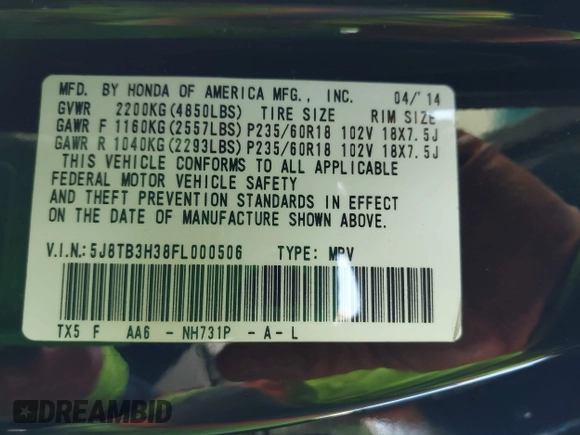 MFD. BY HONDA OF AMERICA MFG., INC. 04/'14
GVWR 2200KG(4850LBS) TIRE SIZE RIM SIZE
GAWR F 1160KG(2557LBS) P235/60R18 102V 18X7.5J
GAWR R 1040KG(2293LBS) P235/60R18 102V 18X7.5J
THIS VEHICLE CONFORMS TO ALL APPLICABLE
FEDERAL MOTOR VEHICLE SAFETY
AND THEFT PREVENTION STANDARDS IN EFFECT
ON THE DATE OF MANUFACTURE SHOWN ABOVE.
V.I.N.:5J8TB3H38FL000506 TYPE: MPV
TX5 F AA6 - NH731P - A - L
DREAMBID